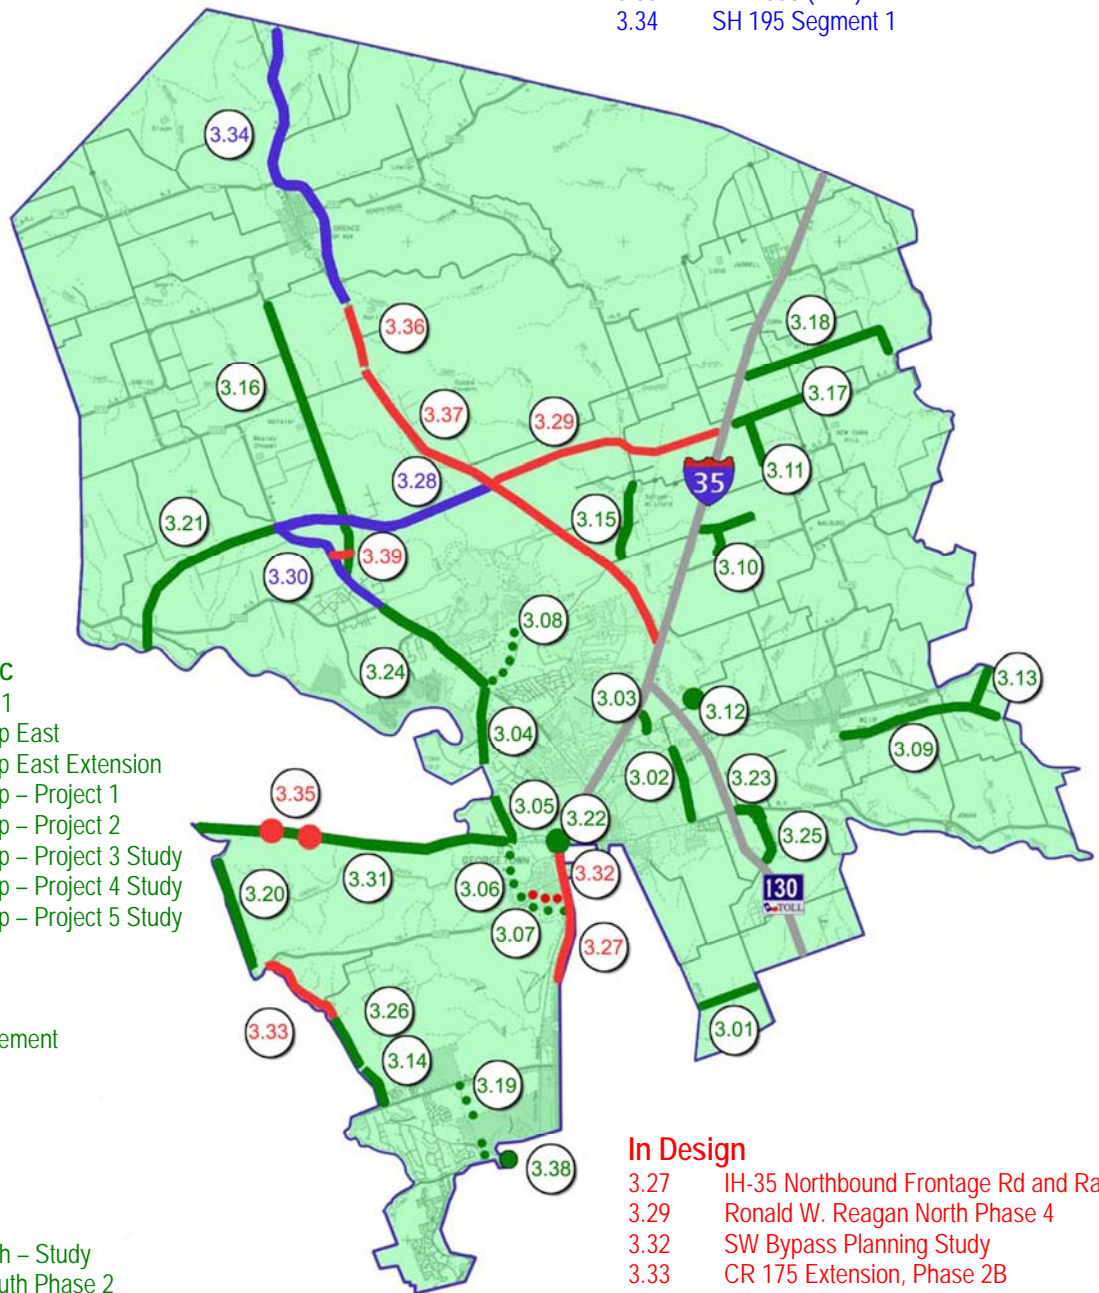 3.34 SH 195 Segment 1
3.34
3.36
3.18
3.16
3.17
3.37
3.29
3.28
3.11
35
3.21
3.15
3.39
3.10
3.30
3.08
3.24
3.03
3.12
3.13
3.04
3.09
3.02
3.23
3.05
3.22
3.25
3.35
GEORGETOWN
3.32
3.31
3.06
3.20
130
TOLL
3.07
3.27
3.26
3.01
3.33
3.14
3.19
3.38
c
1
p East
p East Extension
p – Project 1
p – Project 2
p – Project 3 Study
p – Project 4 Study
p – Project 5 Study
ement
h – Study
uth Phase 2
In Design
3.27 IH-35 Northbound Frontage Rd and Ra
3.29 Ronald W. Reagan North Phase 4
3.32 SW Bypass Planning Study
3.33 CR 175 Extension, Phase 2B